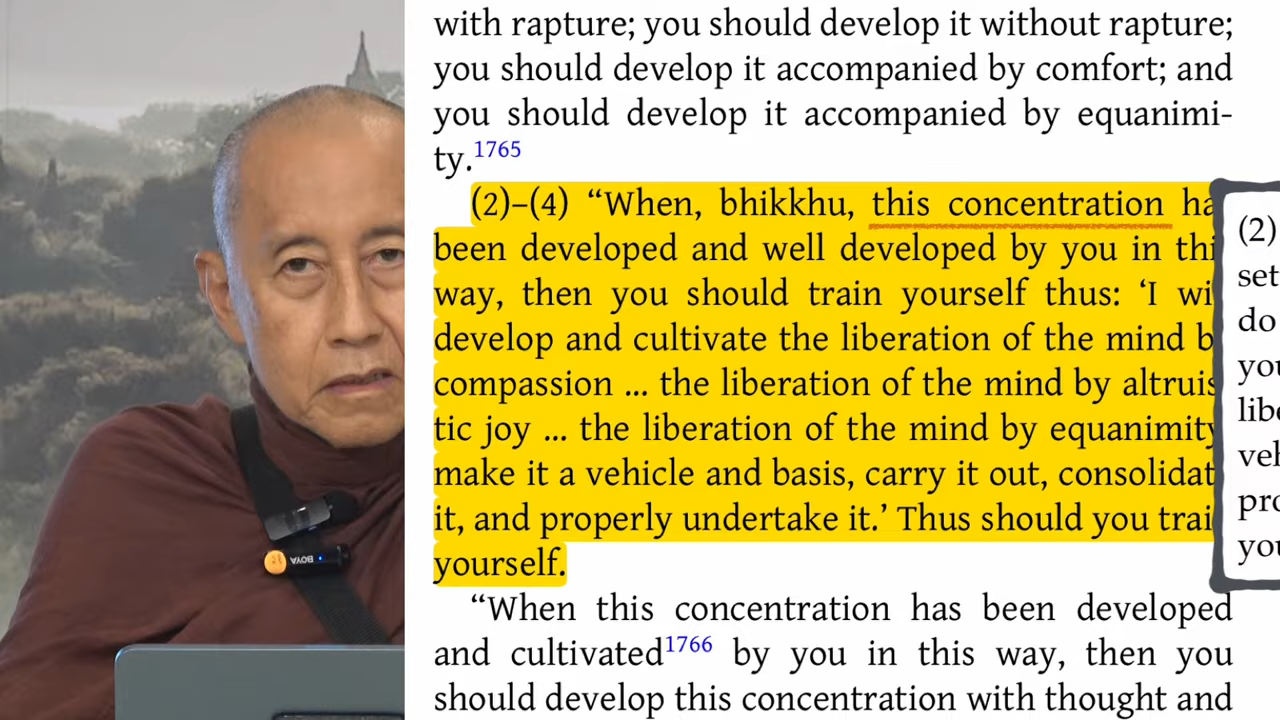 with rapture; you should develop it without rapture;
you should develop it accompanied by comfort; and
you should develop it accompanied by equanimi-
ty.1765
(2)–(4) “When, bhikkhu, this concentration ha
been developed and well developed by you in thi
way, then you should train yourself thus: ‘I wi
develop and cultivate the liberation of the mind b
compassion ... the liberation of the mind by altruis
tic joy ... the liberation of the mind by equanimity
make it a vehicle and basis, carry it out, consolidat
it, and properly undertake it.’ Thus should you trai
yourself.
“When this concentration has been developed
and cultivated1766 by you in this way, then you
should develop this concentration with thought and
(2)
set
do
you
libe
veh
pro
you
BOYA